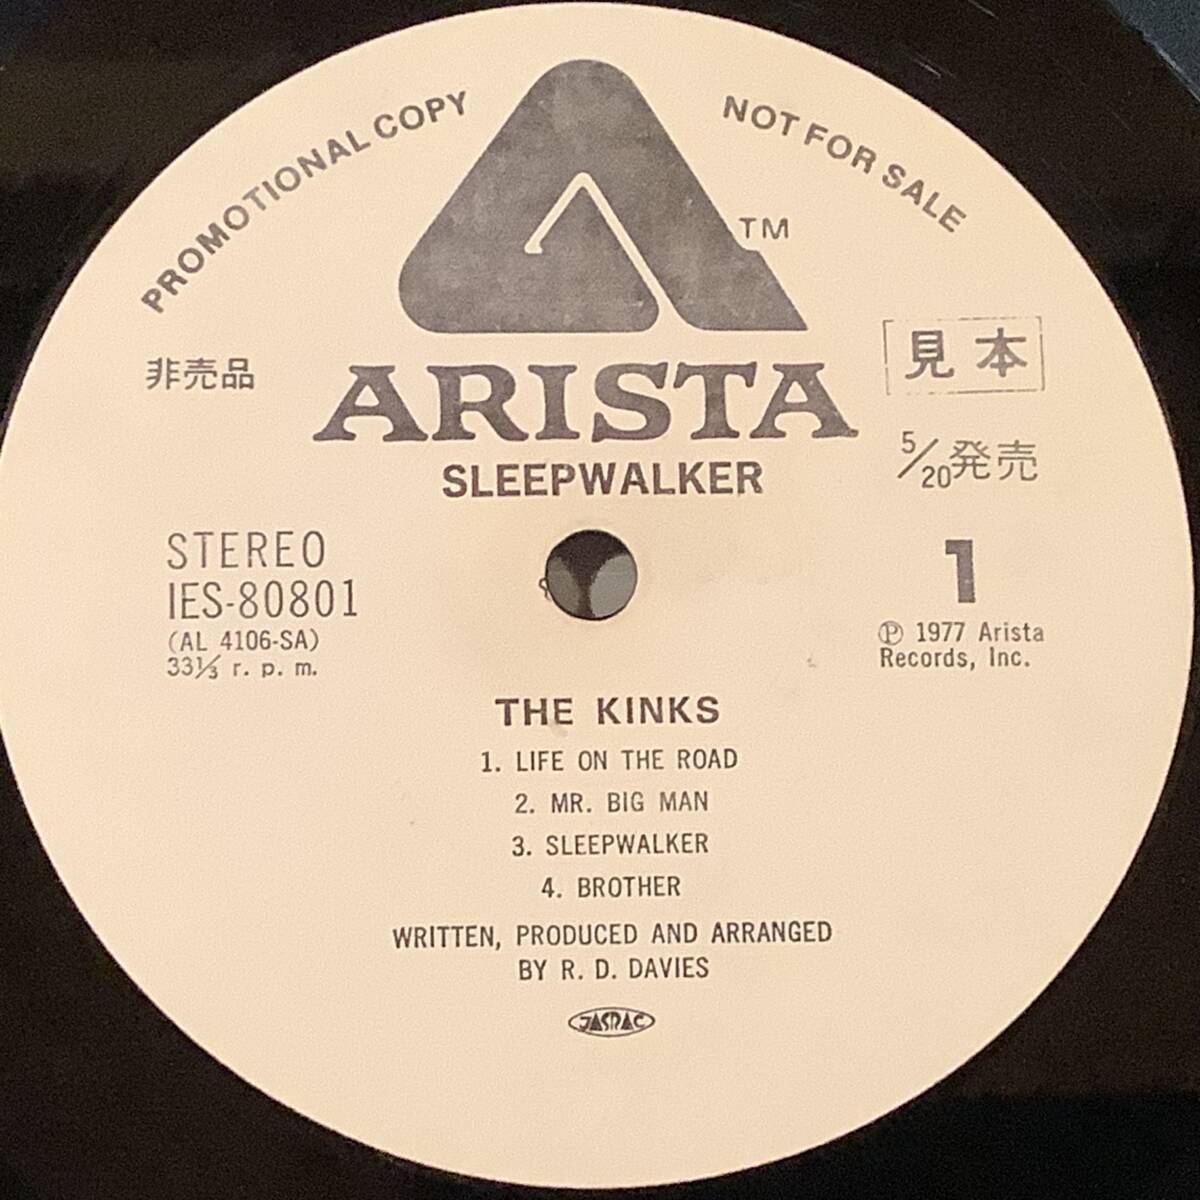 PROMOTIONAL COPY
NOT FOR SALE
TM
非売品
見本
ARISTA
5/20発売
SLEEPWALKER
STEREO
IES-80801
(AL 4106-SA)
33⅓ r. p. m.
1
Ⓟ 1977 Arista
Records, Inc.
THE KINKS
1. LIFE ON THE ROAD
2. MR. BIG MAN
3. SLEEPWALKER
4. BROTHER
WRITTEN, PRODUCED AND ARRANGED
BY R. D. DAVIES
JASRAC